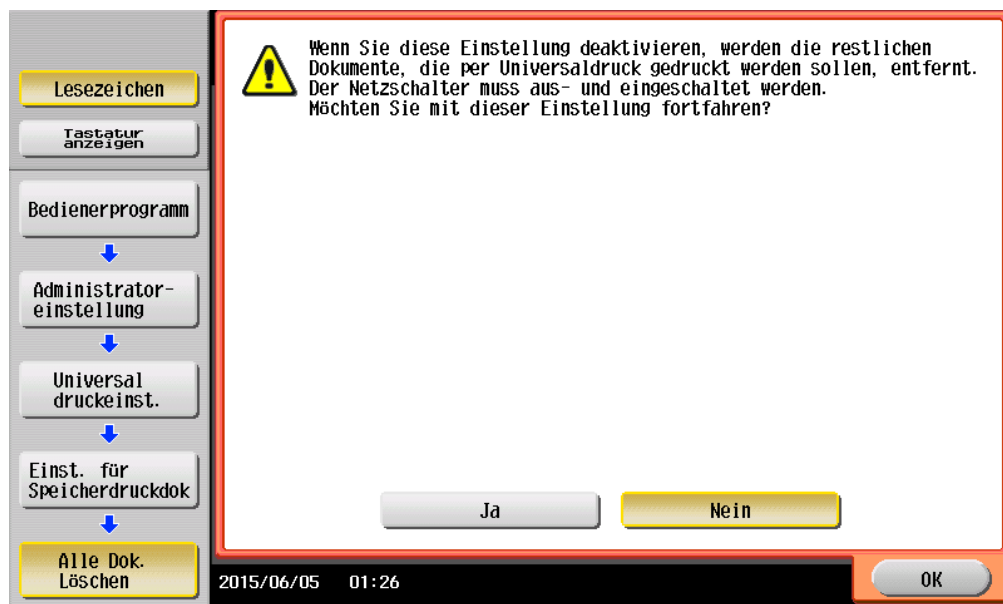 Lesezeichen
Tastatur
anzeigen
Bedienerprogramm
Administrator-
einstellung
Universal
druckeinst.
Einst. für
Speicherdruckdok
Alle Dok.
Löschen
Wenn Sie diese Einstellung deaktivieren, werden die restlichen
Dokumente, die per Universaldruck gedruckt werden sollen, entfernt.
Der Netzschalter muss aus- und eingeschaltet werden.
Möchten Sie mit dieser Einstellung fortfahren?
Ja
Nein
2015/06/05 01:26
OK